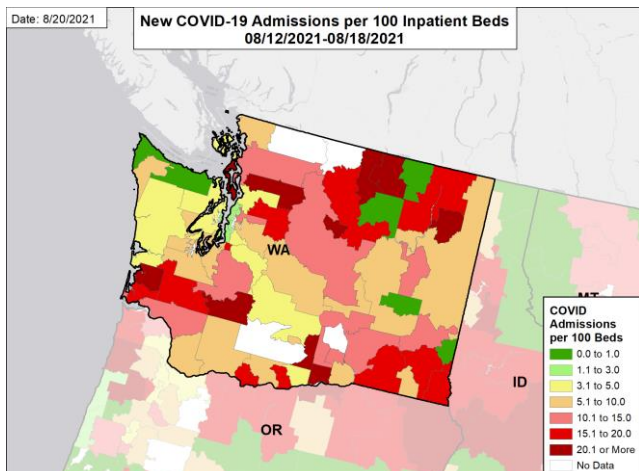 Date: 8/20/2021
New COVID-19 Admissions per 100 Inpatient Beds
08/12/2021-08/18/2021
WA
MT
ID
OR
COVID
Admissions
per 100 Beds
0.0 to 1.0
1.1 to 3.0
3.1 to 5.0
5.1 to 10.0
10.1 to 15.0
15.1 to 20.0
20.1 or More
No Data